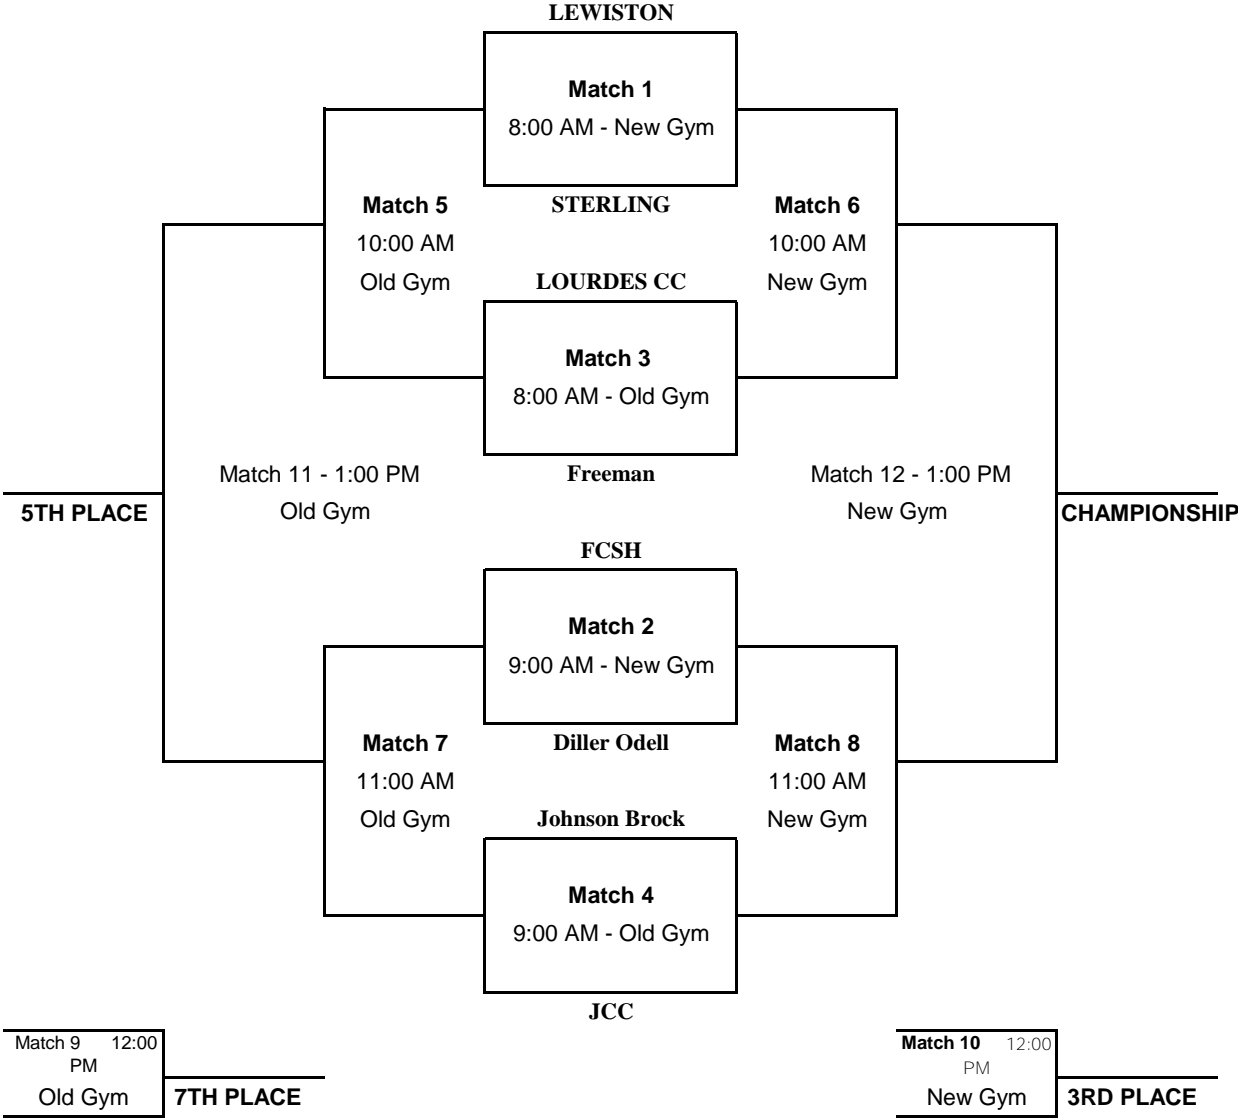 LEWISTON
Match 1
8:00 AM - New Gym
Match 5
STERLING
Match 6
10:00 AM
10:00 AM
Old Gym
LOURDES CC
New Gym
Match 3
8:00 AM - Old Gym
Match 11 - 1:00 PM
Freeman
Match 12 - 1:00 PM
5TH PLACE
Old Gym
New Gym
CHAMPIONSHIP
FCSH
Match 2
9:00 AM - New Gym
Match 7
Diller Odell
Match 8
11:00 AM
11:00 AM
Old Gym
Johnson Brock
New Gym
Match 4
9:00 AM - Old Gym
JCC
Match 9 12:00
PM
Old Gym
7TH PLACE
Match 10 12:00
PM
New Gym
3RD PLACE